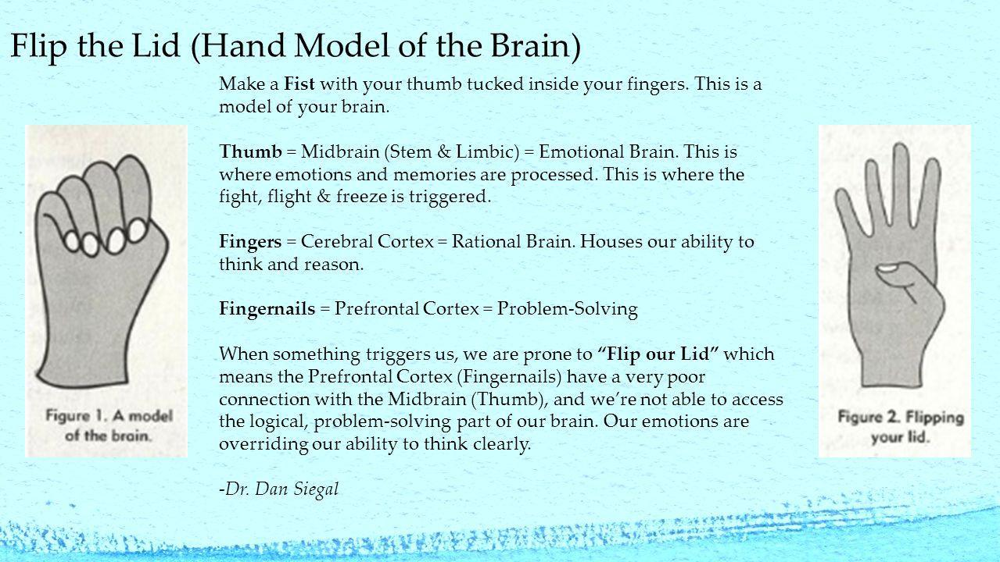 Flip the Lid (Hand Model of the Brain)
Make a Fist with your thumb tucked inside your fingers. This is a
model of your brain.
Thumb = Midbrain (Stem & Limbic) = Emotional Brain. This is
where emotions and memories are processed. This is where the
fight, flight & freeze is triggered.
Fingers = Cerebral Cortex = Rational Brain. Houses our ability to
think and reason.
Fingernails = Prefrontal Cortex = Problem-Solving
When something triggers us, we are prone to “Flip our Lid” which
means the Prefrontal Cortex (Fingernails) have a very poor
connection with the Midbrain (Thumb), and we’re not able to access
the logical, problem-solving part of our brain. Our emotions are
overriding our ability to think clearly.
-Dr. Dan Siegal
Figure 1. A model
of the brain.
Figure 2. Flipping
your lid.